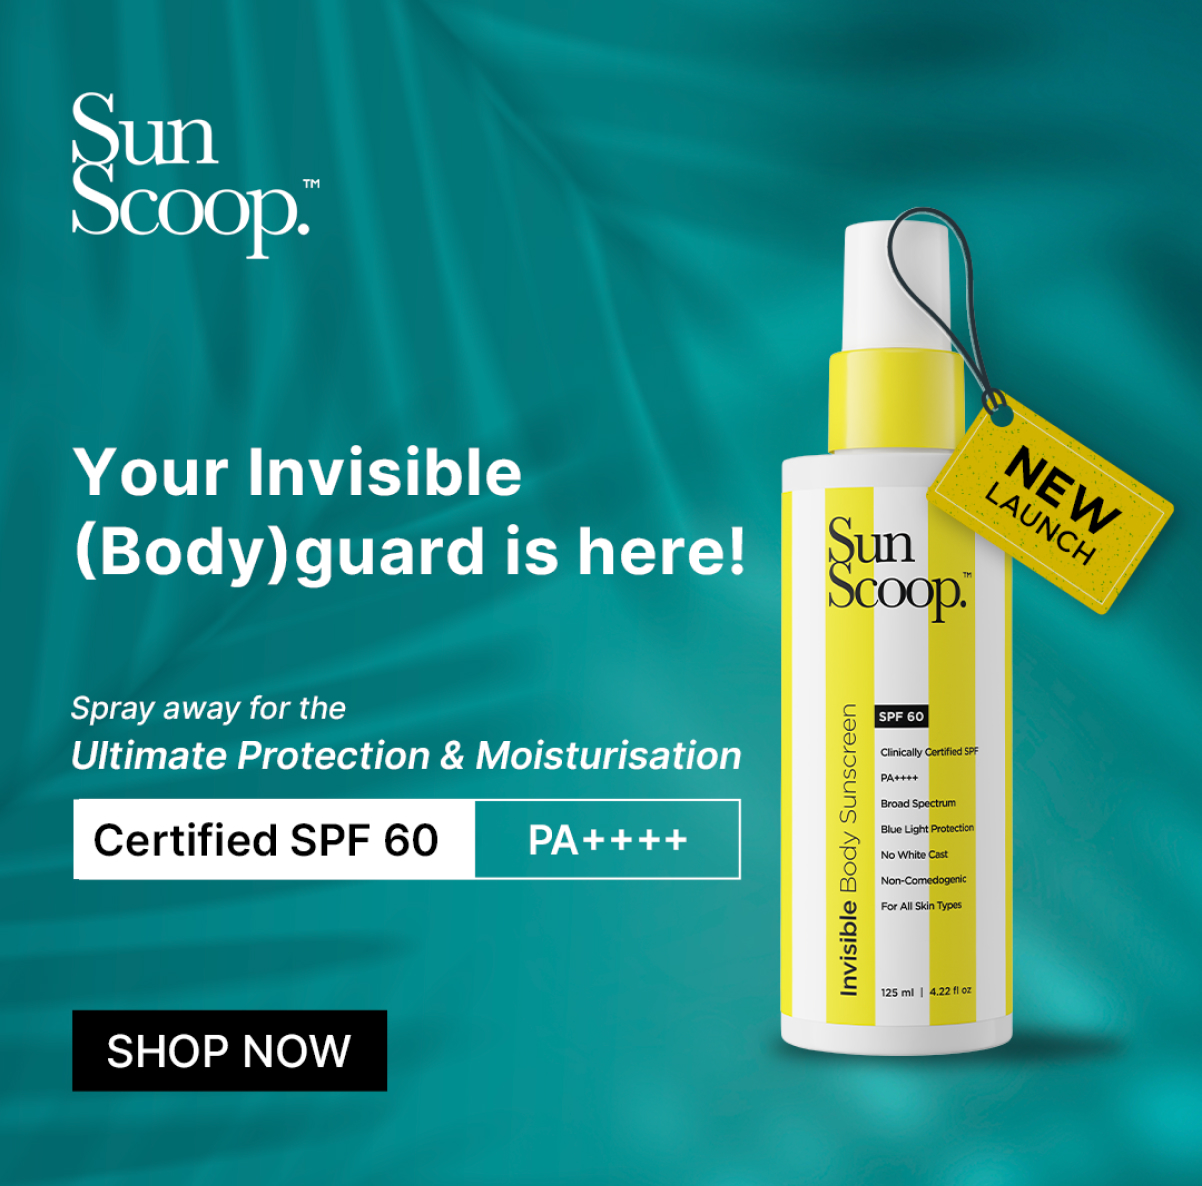 Sun
Scoop.™
Your Invisible
(Body)guard is here!
Spray away for the
Ultimate Protection & Moisturisation
Certified SPF 60
PA++++
SHOP NOW
NEW
LAUNCH
Sun
Scoop.™
Invisible Body Sunscreen
SPF 60
Clinically Certified SPF
PA++++
Broad Spectrum
Blue Light Protection
No White Cast
Non-Comedogenic
For All Skin Types
125 ml | 4.22 fl oz